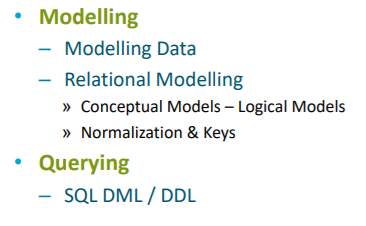 • Modelling
– Modelling Data
– Relational Modelling
» Conceptual Models – Logical Models
» Normalization & Keys
• Querying
– SQL DML / DDL